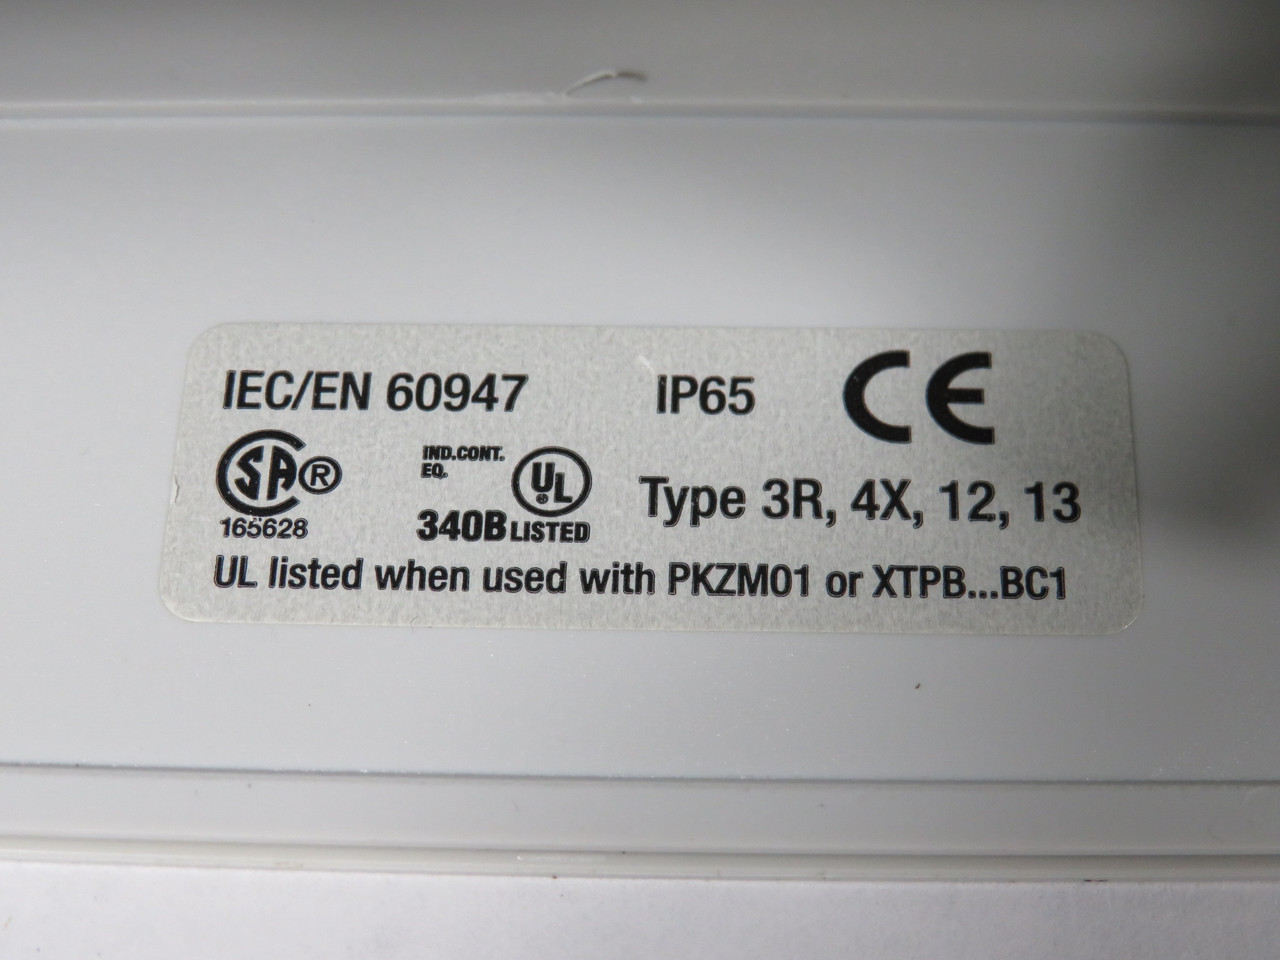 IEC/EN 60947 IP65 CE
SA® IND.CONT. EQ. UL®
165628 340B LISTED Type 3R, 4X, 12, 13
UL listed when used with PKZM01 or XTPB...BC1